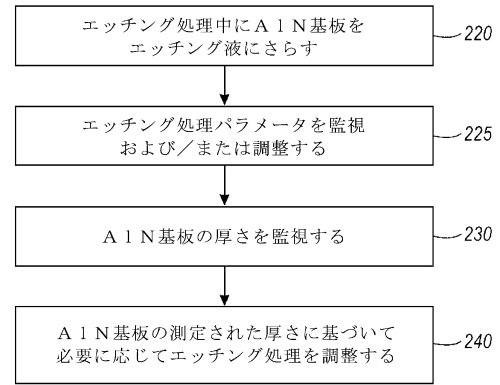 エッチング処理中にＡｌＮ基板を
エッチング液にさらす
220
エッチング処理パラメータを監視
および／または調整する
225
ＡｌＮ基板の厚さを監視する
230
ＡｌＮ基板の測定された厚さに基づいて
必要に応じてエッチング処理を調整する
240